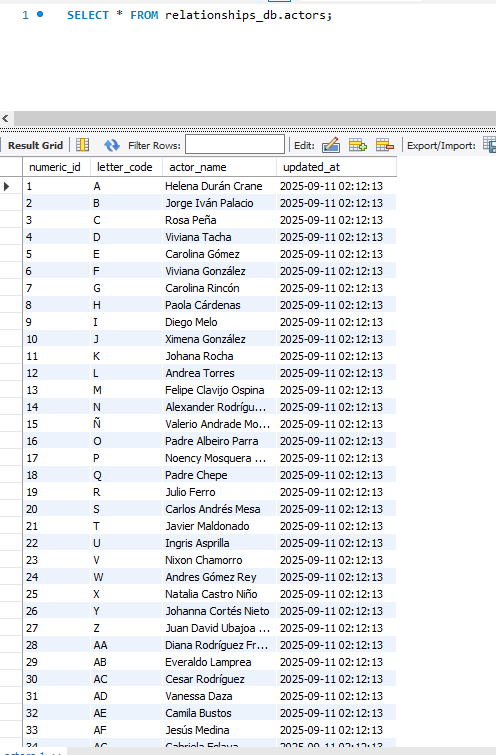 1 SELECT * FROM relationships_db.actors;
Result Grid Filter Rows: Edit: Export/Import:
numeric_id letter_code actor_name updated_at
1 A Helena Durán Crane 2025-09-11 02:12:13
2 B Jorge Iván Palacio 2025-09-11 02:12:13
3 C Rosa Peña 2025-09-11 02:12:13
4 D Viviana Tacha 2025-09-11 02:12:13
5 E Carolina Gómez 2025-09-11 02:12:13
6 F Viviana González 2025-09-11 02:12:13
7 G Carolina Rincón 2025-09-11 02:12:13
8 H Paola Cárdenas 2025-09-11 02:12:13
9 I Diego Melo 2025-09-11 02:12:13
10 J Ximena González 2025-09-11 02:12:13
11 K Johana Rocha 2025-09-11 02:12:13
12 L Andrea Torres 2025-09-11 02:12:13
13 M Felipe Clavijo Ospina 2025-09-11 02:12:13
14 N Alexander Rodrígu... 2025-09-11 02:12:13
15 Ñ Valerio Andrade Mo... 2025-09-11 02:12:13
16 O Padre Albeiro Parra 2025-09-11 02:12:13
17 P Noency Mosquera ... 2025-09-11 02:12:13
18 Q Padre Chepe 2025-09-11 02:12:13
19 R Julio Ferro 2025-09-11 02:12:13
20 S Carlos Andrés Mesa 2025-09-11 02:12:13
21 T Javier Maldonado 2025-09-11 02:12:13
22 U Ingris Asprilla 2025-09-11 02:12:13
23 V Nixon Chamorro 2025-09-11 02:12:13
24 W Andres Gómez Rey 2025-09-11 02:12:13
25 X Natalia Castro Niño 2025-09-11 02:12:13
26 Y Johanna Cortés Nieto 2025-09-11 02:12:13
27 Z Juan David Ubajoa ... 2025-09-11 02:12:13
28 AA Diana Rodríguez Fr... 2025-09-11 02:12:13
29 AB Everaldo Lamprea 2025-09-11 02:12:13
30 AC Cesar Rodríguez 2025-09-11 02:12:13
31 AD Vanessa Daza 2025-09-11 02:12:13
32 AE Camila Bustos 2025-09-11 02:12:13
33 AF Jesús Medina 2025-09-11 02:12:13
34 AG Gabriela Eslava 2025-09-11 02:12:13